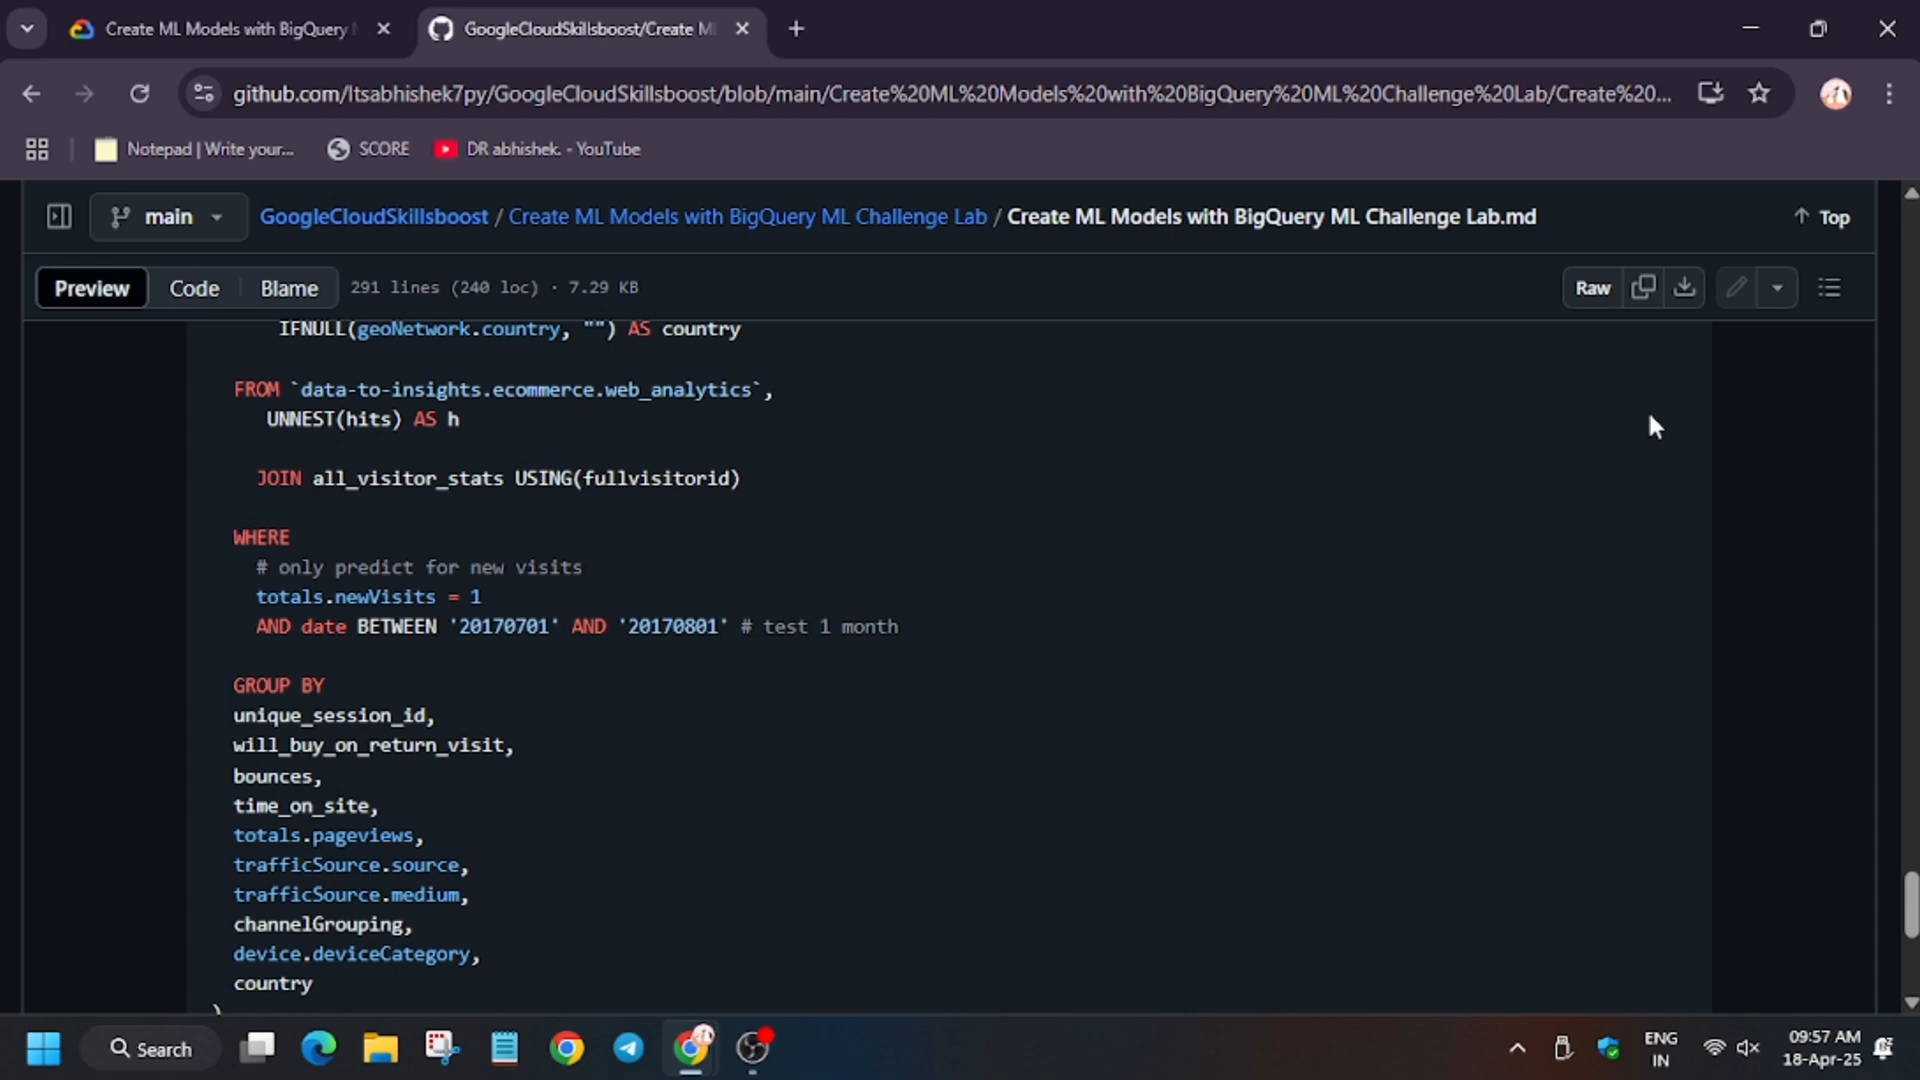 Create ML Models with BigQuery
GoogleCloudSkillsboost/Create M
github.com/Itsabhishek7py/GoogleCloudSkillsboost/blob/main/Create%20ML%20Models%20with%20BigQuery%20ML%20Challenge%20Lab/Create%20...
Notepad | Write your...
SCORE
DR abhishek. - YouTube
main
GoogleCloudSkillsboost / Create ML Models with BigQuery ML Challenge Lab / Create ML Models with BigQuery ML Challenge Lab.md
Top
Preview
Code
Blame
291 lines (240 loc) · 7.29 KB
Raw
IFNULL(geoNetwork.country, "") AS country
FROM `data-to-insights.ecommerce.web_analytics`,
UNNEST(hits) AS h
JOIN all_visitor_stats USING(fullvisitorid)
WHERE
# only predict for new visits
totals.newVisits = 1
AND date BETWEEN '20170701' AND '20170801' # test 1 month
GROUP BY
unique_session_id,
will_buy_on_return_visit,
bounces,
time_on_site,
totals.pageviews,
trafficSource.source,
trafficSource.medium,
channelGrouping,
device.deviceCategory,
country
)
Search
ENG
IN
09:57 AM
18-Apr-25